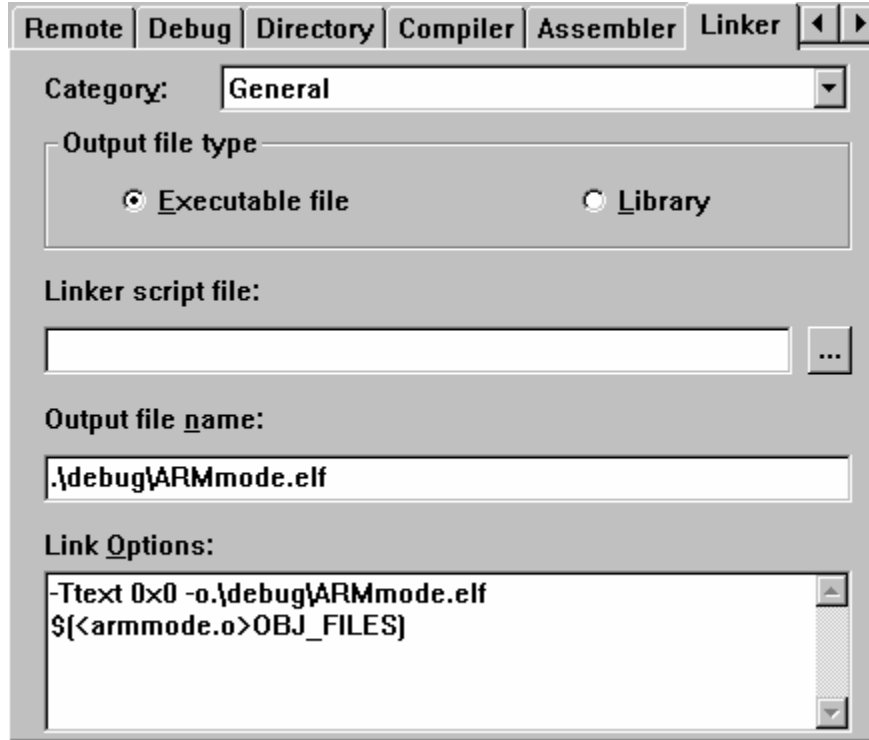 Remote Debug Directory Compiler Assembler Linker
Category: General
Output file type
Executable file Library
Linker script file:
...
Output file name:
.\debug\ARMmode.elf
Link Options:
-Ttext 0x0 -o.\debug\ARMmode.elf
$(<armmode.o>OBJ_FILES)